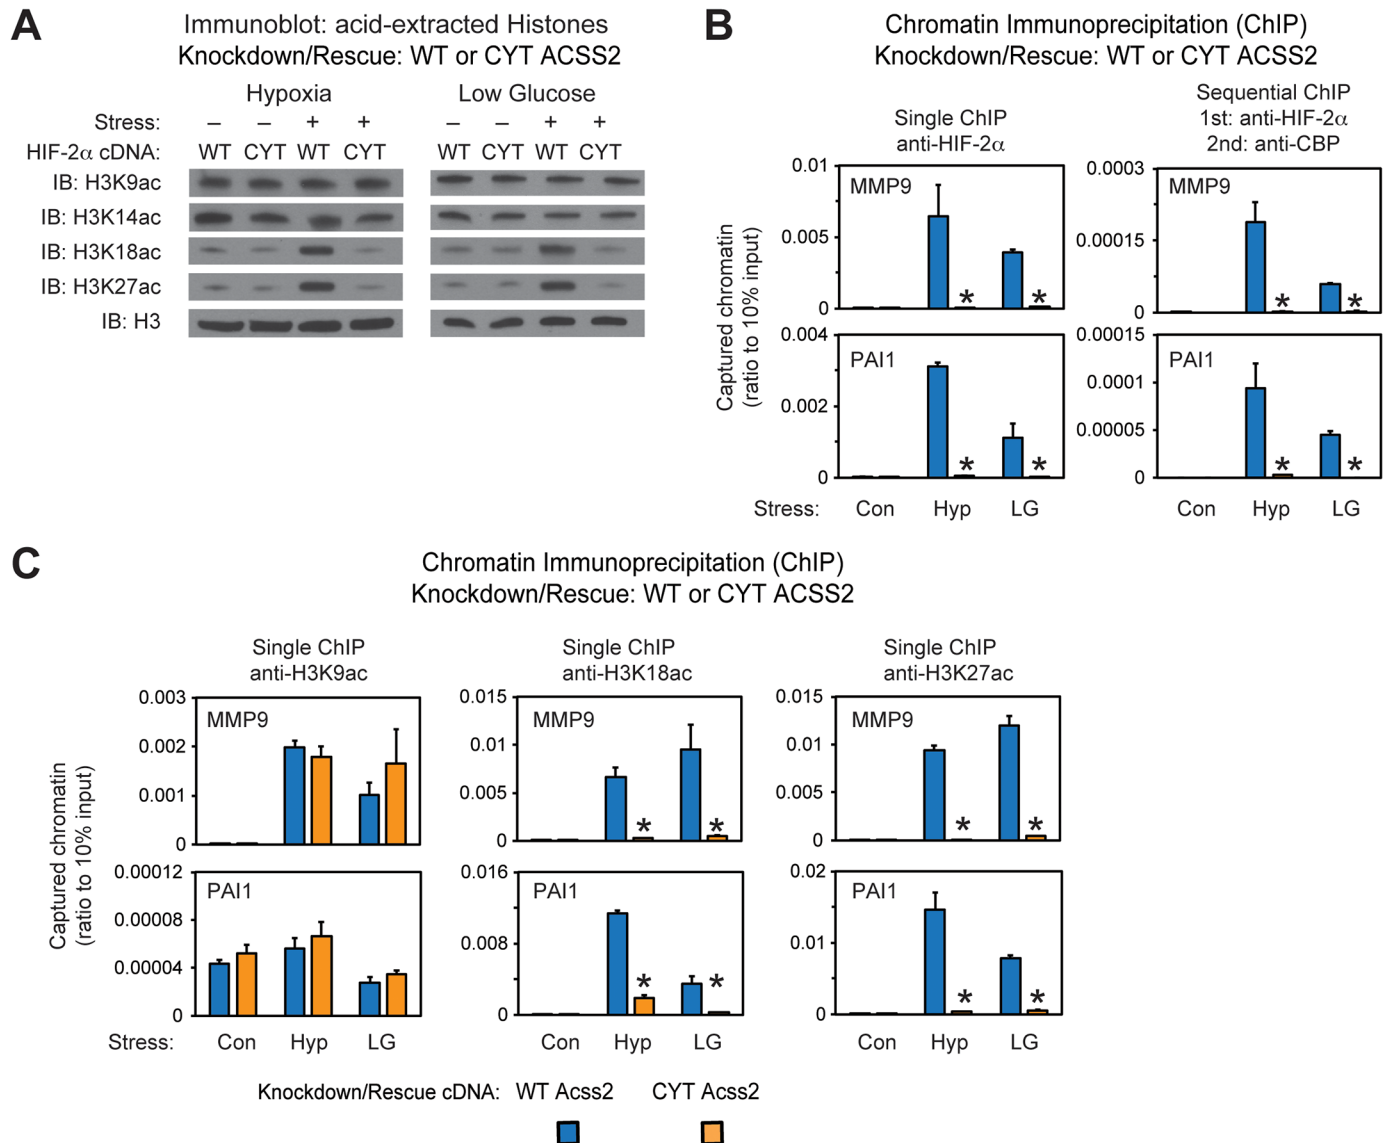 A
Immunoblot: acid-extracted Histones
Knockdown/Rescue: WT or CYT ACSS2
Hypoxia
Low Glucose
Stress: – – + + – – + +
HIF-2α cDNA: WT CYT WT CYT WT CYT WT CYT
IB: H3K9ac
IB: H3K14ac
IB: H3K18ac
IB: H3K27ac
IB: H3
B
Chromatin Immunoprecipitation (ChIP)
Knockdown/Rescue: WT or CYT ACSS2
Single ChIP
anti-HIF-2α
Sequential ChIP
1st: anti-HIF-2α
2nd: anti-CBP
Captured chromatin
(ratio to 10% input)
0.01
MMP9
0.005
* *
0
0.0003
MMP9
0.00015
* *
0
0.004
PAI1
0.002
* *
0
0.00015
PAI1
0.0001
0.00005
* *
0
Stress: Con Hyp LG Con Hyp LG
C
Chromatin Immunoprecipitation (ChIP)
Knockdown/Rescue: WT or CYT ACSS2
Single ChIP
anti-H3K9ac
Single ChIP
anti-H3K18ac
Single ChIP
anti-H3K27ac
Captured chromatin
(ratio to 10% input)
0.003
MMP9
0.002
0.001
0
0.015
MMP9
0.01
0.005
* *
0
0.015
MMP9
0.01
0.005
* *
0
0.00012
PAI1
0.00008
0.00004
0
0.016
PAI1
0.008
* *
0
0.02
PAI1
0.01
* *
0
Stress: Con Hyp LG Con Hyp LG Con Hyp LG
Knockdown/Rescue cDNA: WT Acss2 CYT Acss2